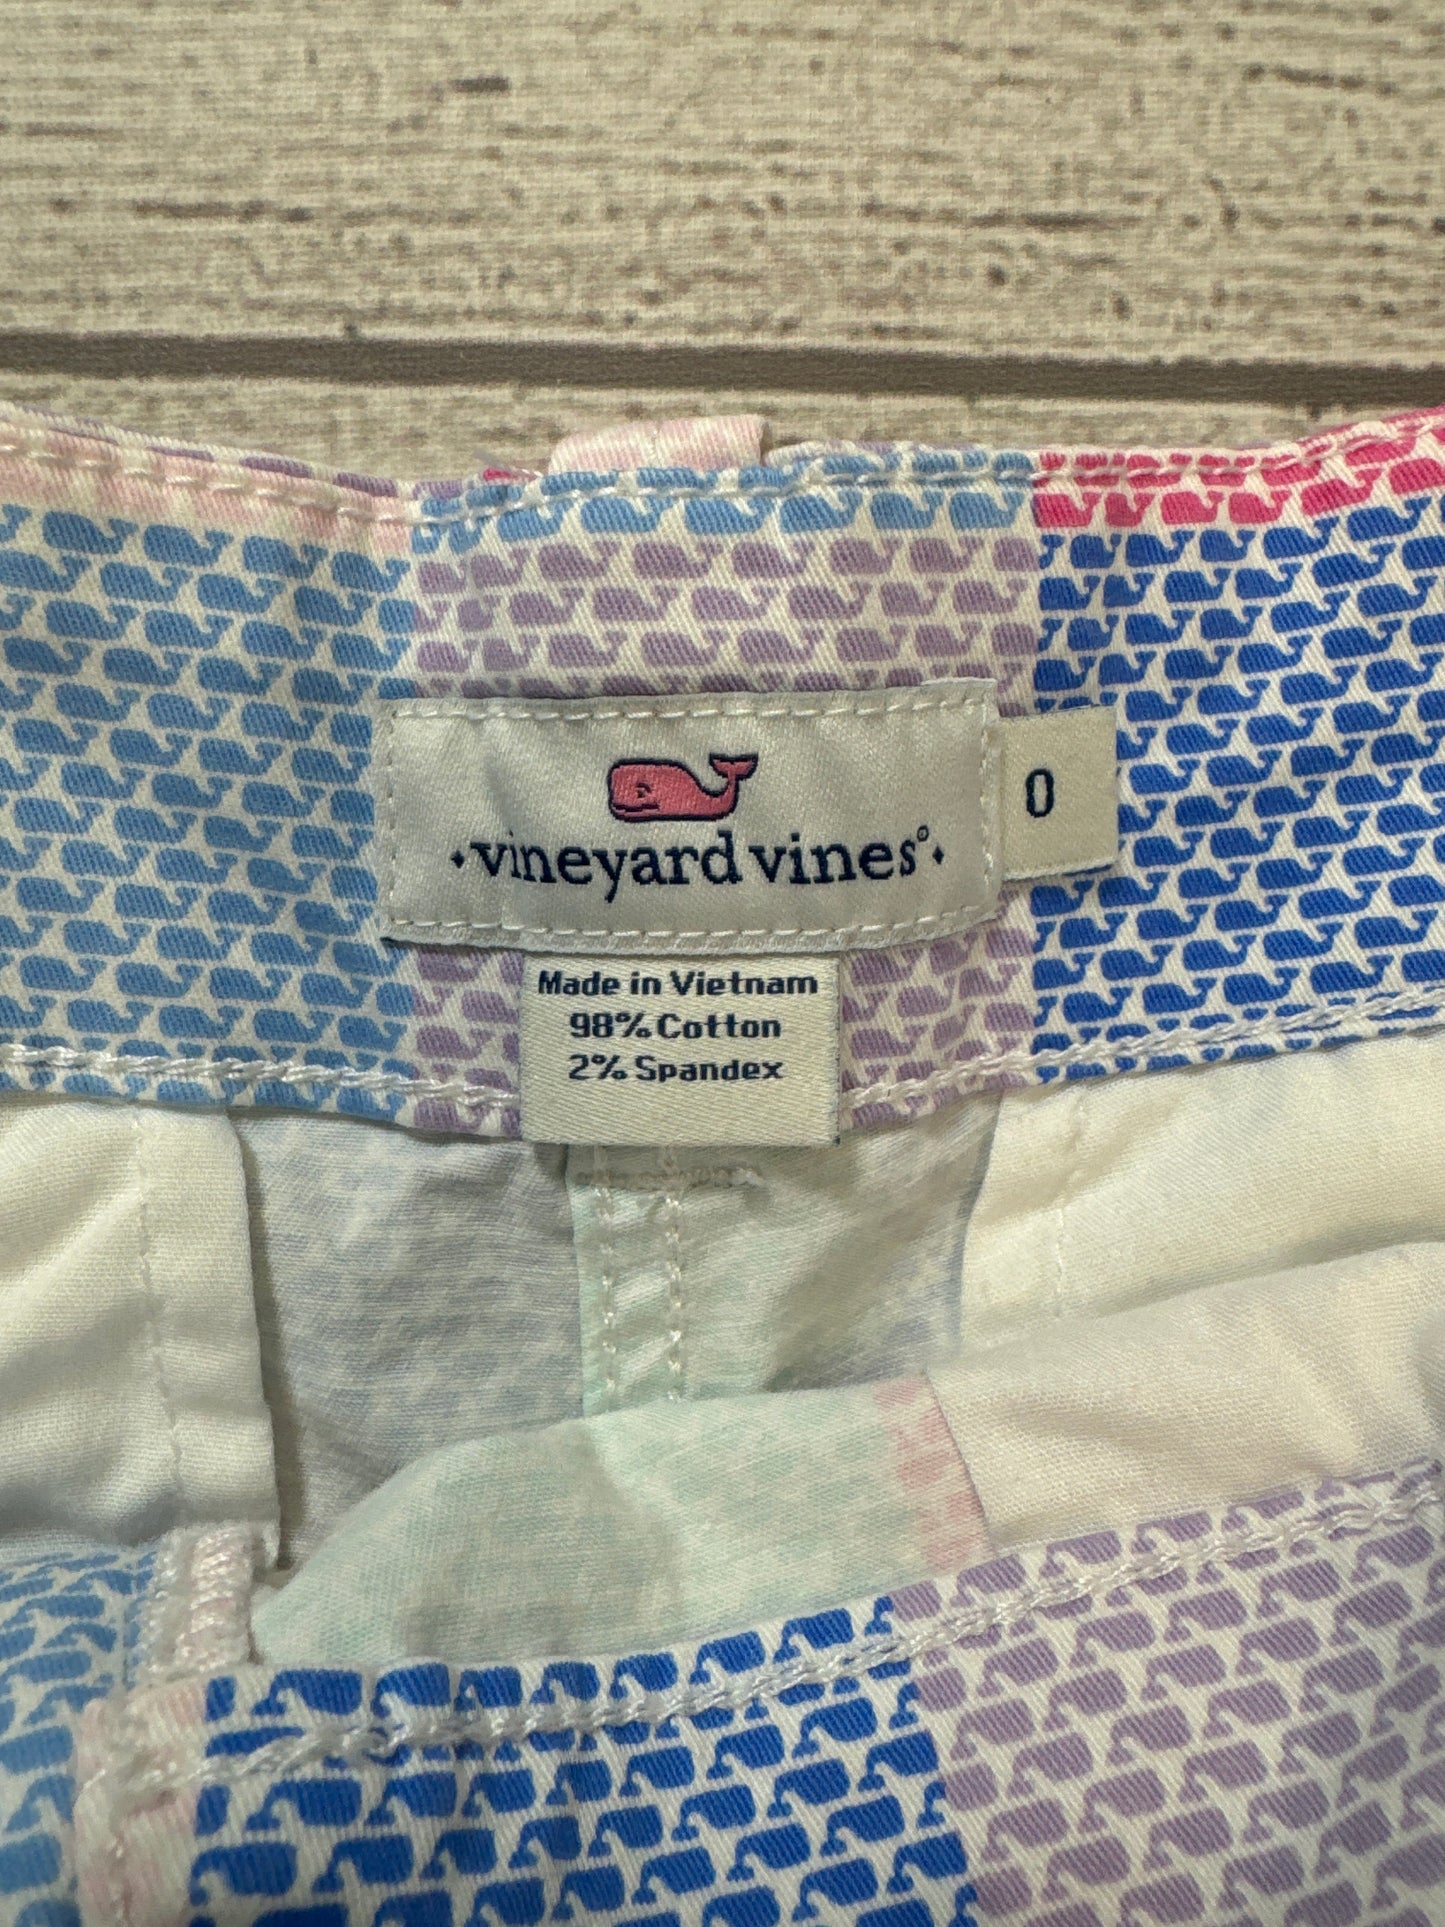 ·vineyard vines®·
0
Made in Vietnam
98% Cotton
2% Spandex